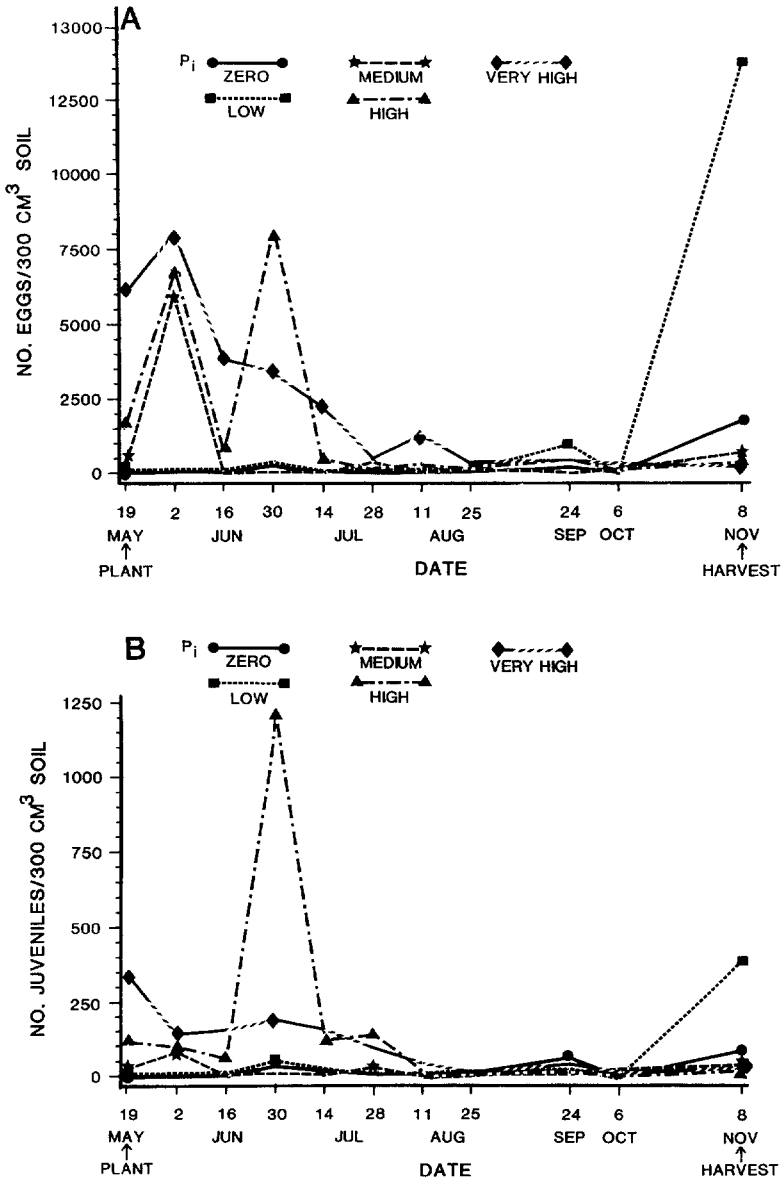 A
13000
12500
10000
7500
5000
2500
0
NO. EGGS/300 CM³ SOIL
Pi
ZERO
MEDIUM
VERY HIGH
LOW
HIGH
19 2 16 30 14 28 11 25 24 6 8
MAY JUN JUL AUG SEP OCT NOV
PLANT DATE HARVEST
B
Pi
ZERO
MEDIUM
VERY HIGH
LOW
HIGH
1250
1000
750
500
250
0
NO. JUVENILES/300 CM³ SOIL
19 2 16 30 14 28 11 25 24 6 8
MAY JUN JUL AUG SEP OCT NOV
PLANT DATE HARVEST